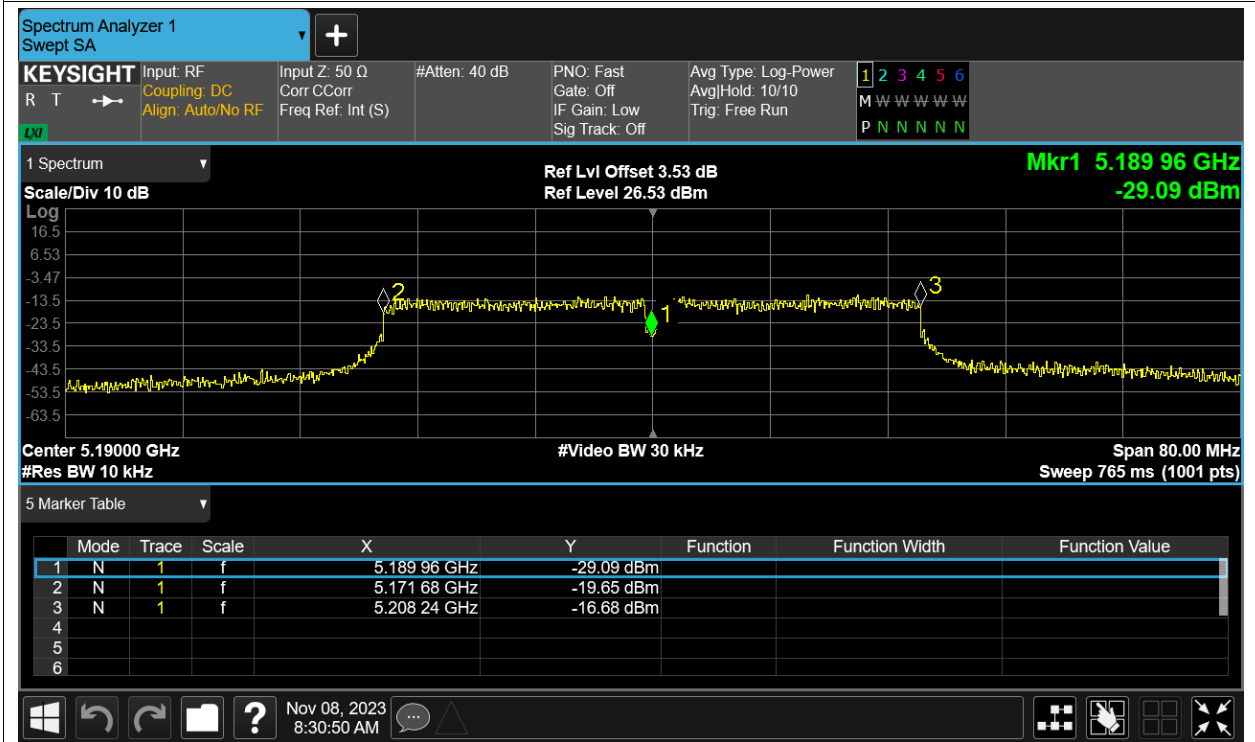 Spectrum Analyzer 1
Swept SA
+
KEYSIGHT
R T
LXI
Input: RF
Coupling: DC
Align: Auto/No RF
Input Z: 50 Ω
Corr CCorr
Freq Ref: Int (S)
#Atten: 40 dB
PNO: Fast
Gate: Off
IF Gain: Low
Sig Track: Off
Avg Type: Log-Power
Avg|Hold: 10/10
Trig: Free Run
1 2 3 4 5 6
M W W W W W
P N N N N N
1 Spectrum
Scale/Div 10 dB
Ref Lvl Offset 3.53 dB
Ref Level 26.53 dBm
Mkr1 5.189 96 GHz
-29.09 dBm
Log
16.5
6.53
-3.47
-13.5
-23.5
-33.5
-43.5
-53.5
-63.5
2
1
3
Center 5.19000 GHz
#Video BW 30 kHz
Span 80.00 MHz
#Res BW 10 kHz
Sweep 765 ms (1001 pts)
5 Marker Table
Mode Trace Scale X Y Function Function Width Function Value
1 N 1 f 5.189 96 GHz -29.09 dBm
2 N 1 f 5.171 68 GHz -19.65 dBm
3 N 1 f 5.208 24 GHz -16.68 dBm
4
5
6
?
Nov 08, 2023
8:30:50 AM